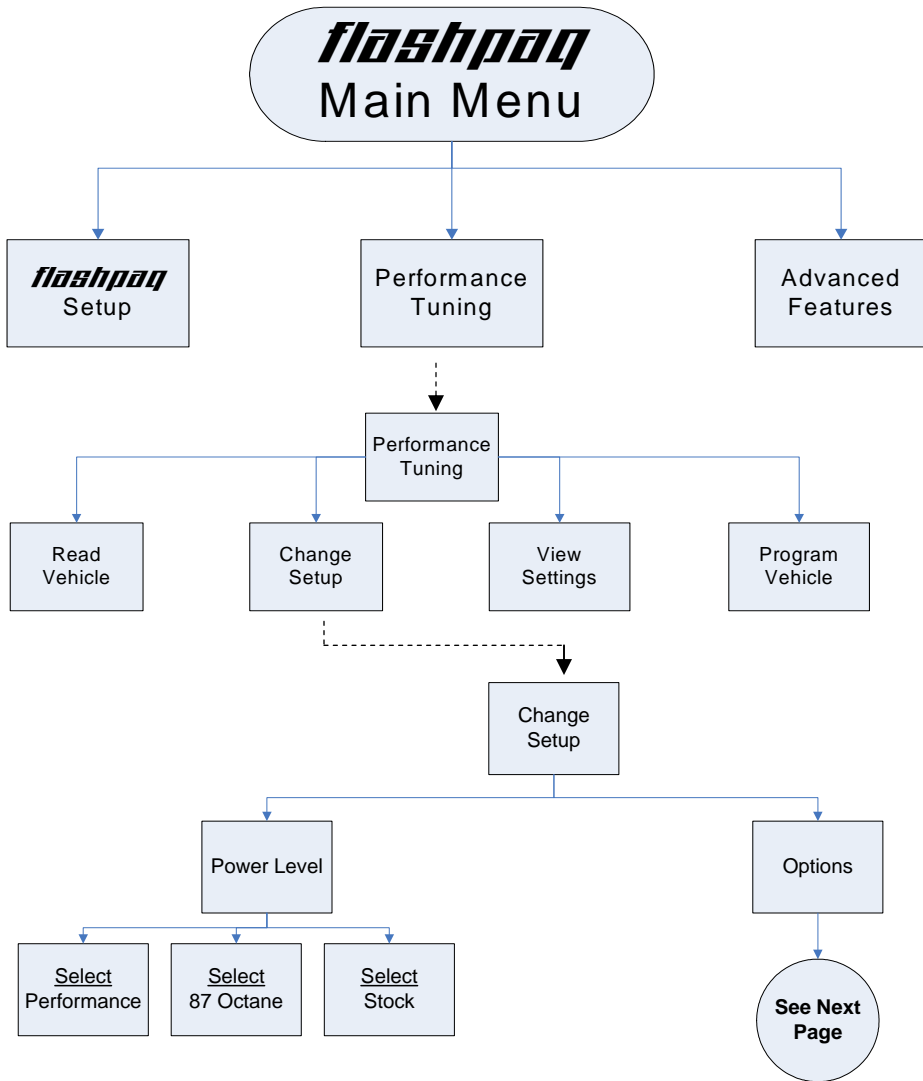 flashpaq
Main Menu
flashpaq
Setup
Performance
Tuning
Advanced
Features
Performance
Tuning
Read
Vehicle
Change
Setup
View
Settings
Program
Vehicle
Change
Setup
Power Level
Options
Select
Performance
Select
87 Octane
Select
Stock
See Next
Page